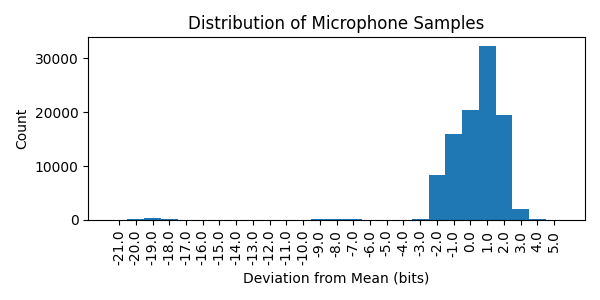 Distribution of Microphone Samples
Count
30000
20000
10000
0
-21.0 -20.0 -19.0 -18.0 -17.0 -16.0 -15.0 -14.0 -13.0 -12.0 -11.0 -10.0 -9.0 -8.0 -7.0 -6.0 -5.0 -4.0 -3.0 -2.0 -1.0 0.0 1.0 2.0 3.0 4.0 5.0
Deviation from Mean (bits)